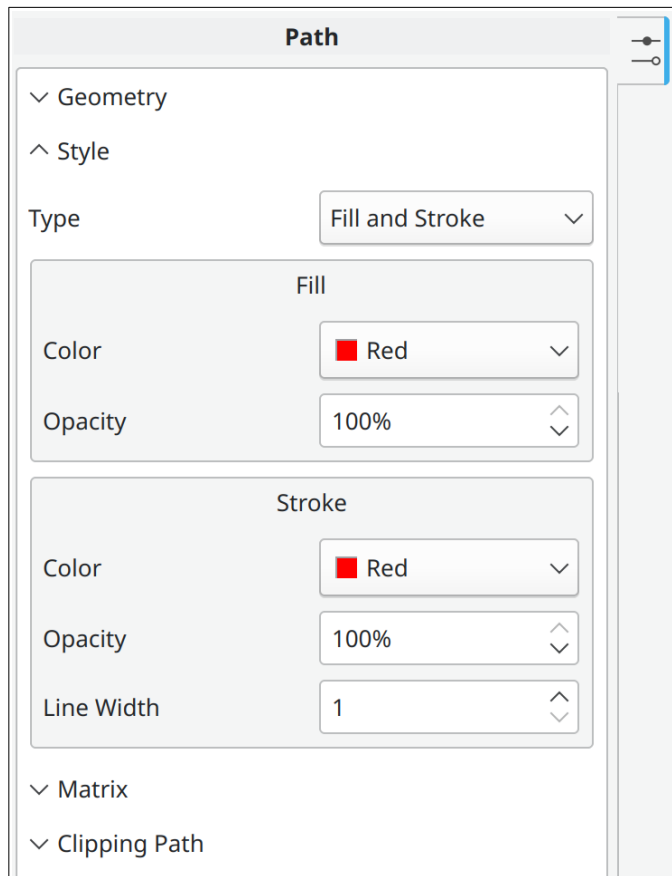 Path
Geometry
Style
Type Fill and Stroke
Fill
Color Red
Opacity 100%
Stroke
Color Red
Opacity 100%
Line Width 1
Matrix
Clipping Path